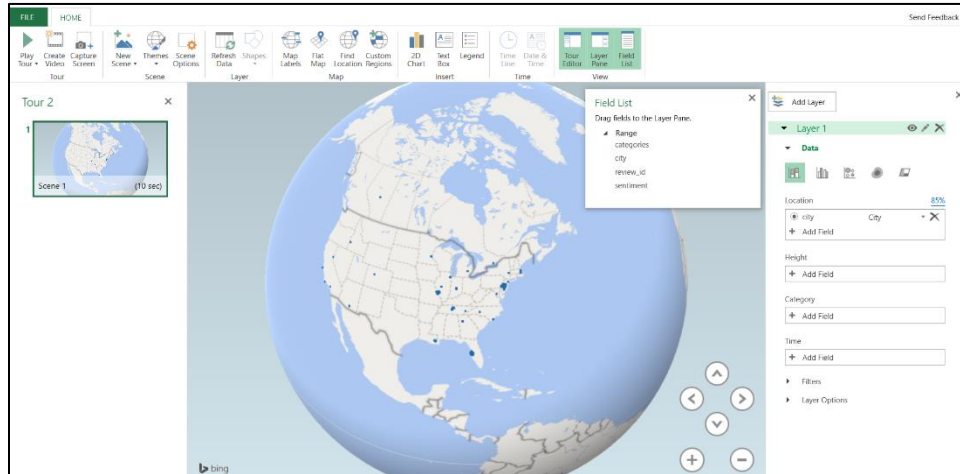 FILE HOME Send Feedback
Play Tour Create Video Capture Screen New Scene Themes Scene Options Refresh Data Shapes Map Labels Flat Map Find Location Custom Regions 2D Chart Text Box Legend Time Line Date & Time Tour Editor Layer Pane Field List
Tour Scene Layer Map Insert Time View
Tour 2
1
Scene 1 (10 sec)
Field List
Drag fields to the Layer Pane.
Range
categories
city
review_id
sentiment
Add Layer
Layer 1
Data
Location 85%
city City
Add Field
Height
Add Field
Category
Add Field
Time
Add Field
Filters
Layer Options
bing